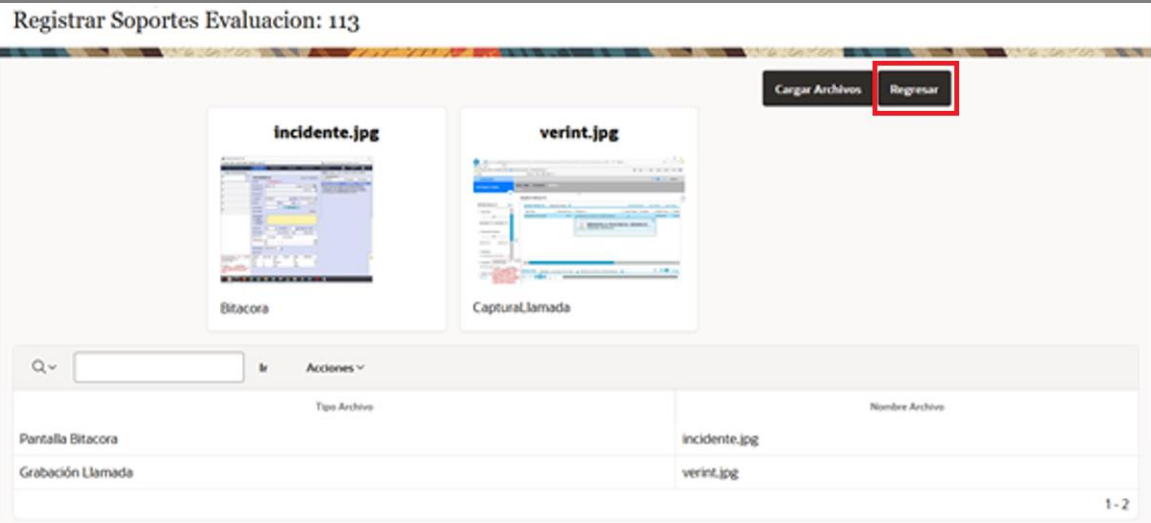 Registrar Soportes Evaluacion: 113
Cargar Archivos Regresar
incidente.jpg verint.jpg
Bitacora CapturaLlamada
Ir Acciones
Tipo Archivo Nombre Archivo
Pantalla Bitacora incidente.jpg
Grabación Llamada verint.jpg
1 - 2